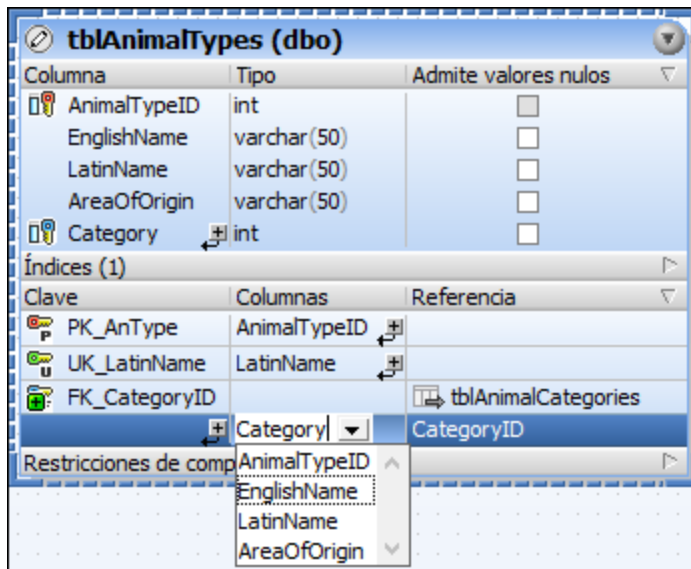 tblAnimalTypes (dbo)
Columna Tipo Admite valores nulos
AnimalTypeID int
EnglishName varchar(50)
LatinName varchar(50)
AreaOfOrigin varchar(50)
Category int
Índices (1)
Clave Columnas Referencia
P PK_AnType AnimalTypeID
U UK_LatinName LatinName
FK_CategoryID tblAnimalCategories
Category CategoryID
Restricciones de comp AnimalTypeID
EnglishName
LatinName
AreaOfOrigin